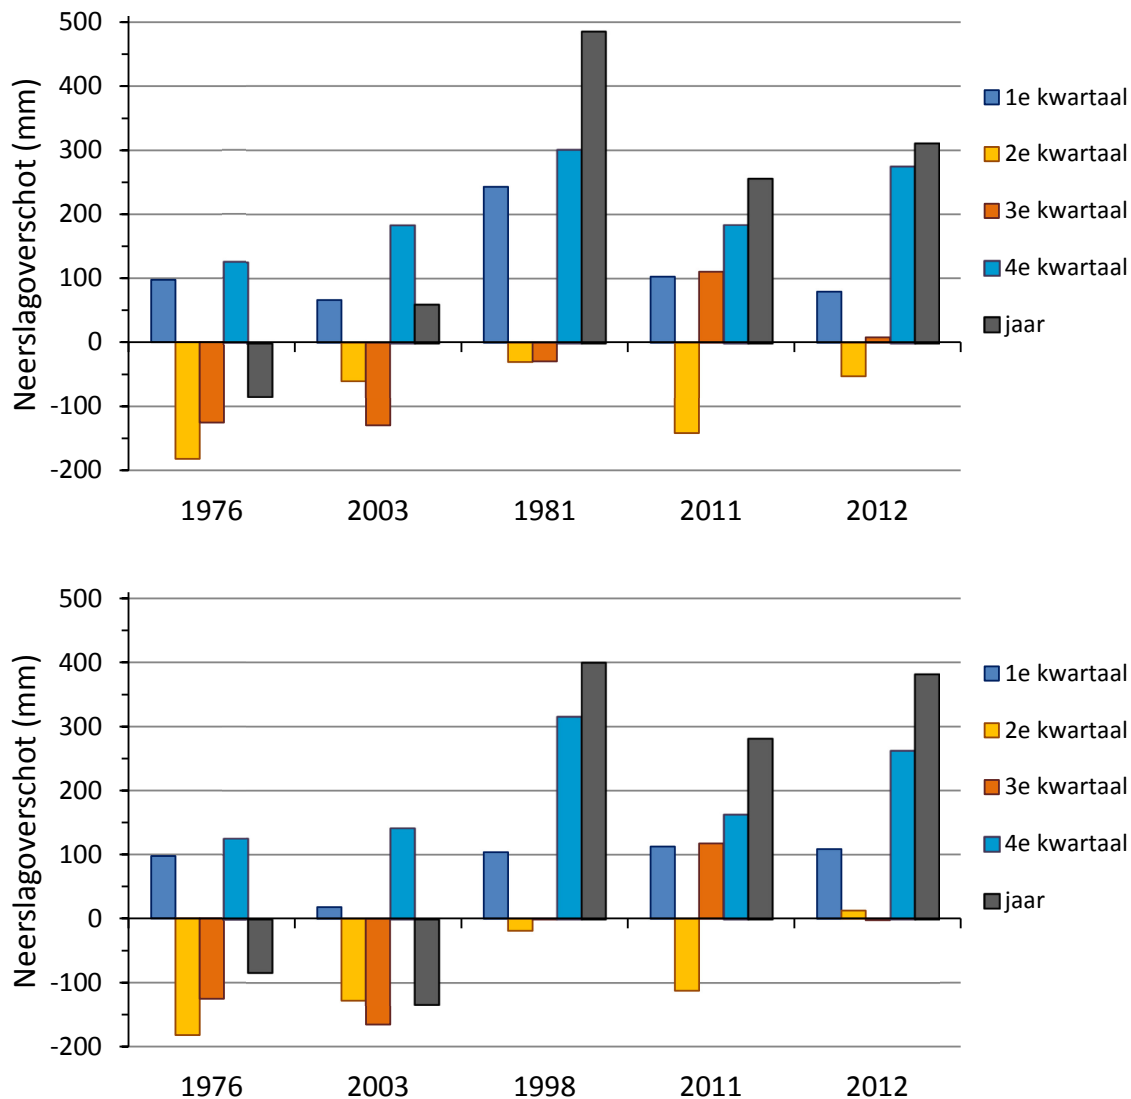 Neerslagoverschot (mm)
500
400
300
200
100
0
-100
-200
1976 2003 1981 2011 2012
1e kwartaal
2e kwartaal
3e kwartaal
4e kwartaal
jaar
Neerslagoverschot (mm)
500
400
300
200
100
0
-100
-200
1976 2003 1998 2011 2012
1e kwartaal
2e kwartaal
3e kwartaal
4e kwartaal
jaar